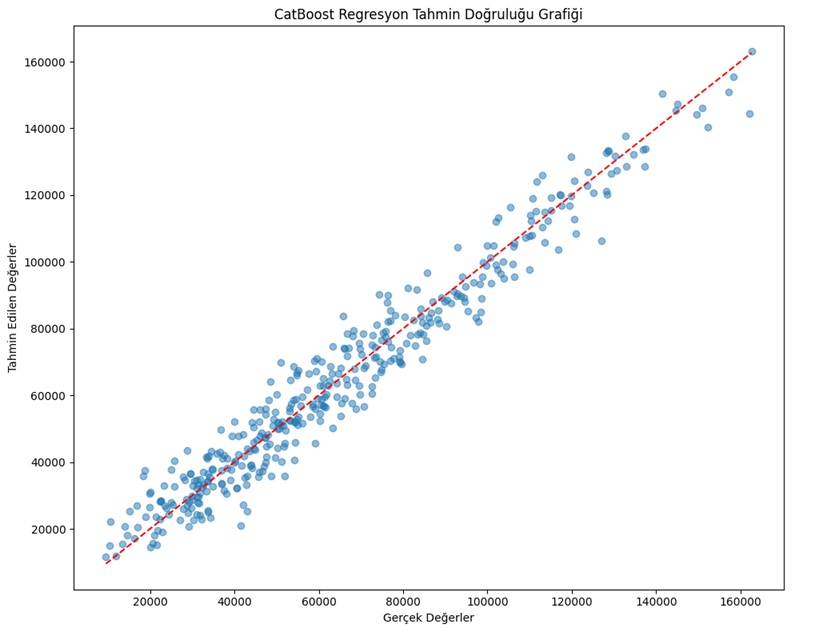 CatBoost Regresyon Tahmin Doğruluğu Grafiği
160000
140000
120000
100000
80000
60000
40000
20000
Tahmin Edilen Değerler
20000 40000 60000 80000 100000 120000 140000 160000
Gerçek Değerler